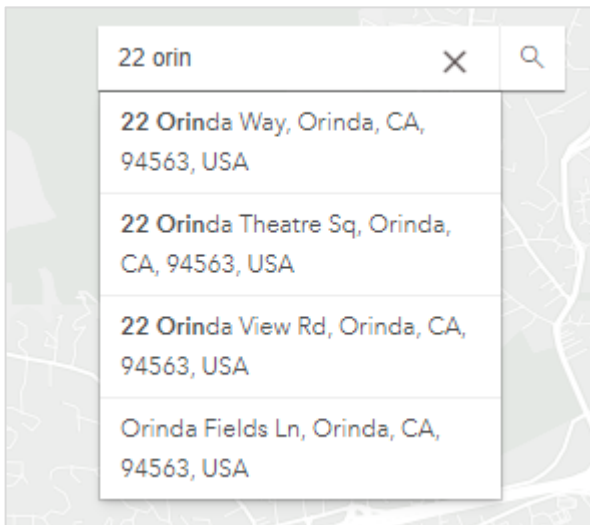 22 orin
22 Orinda Way, Orinda, CA,
94563, USA
22 Orinda Theatre Sq, Orinda,
CA, 94563, USA
22 Orinda View Rd, Orinda, CA,
94563, USA
Orinda Fields Ln, Orinda, CA,
94563, USA